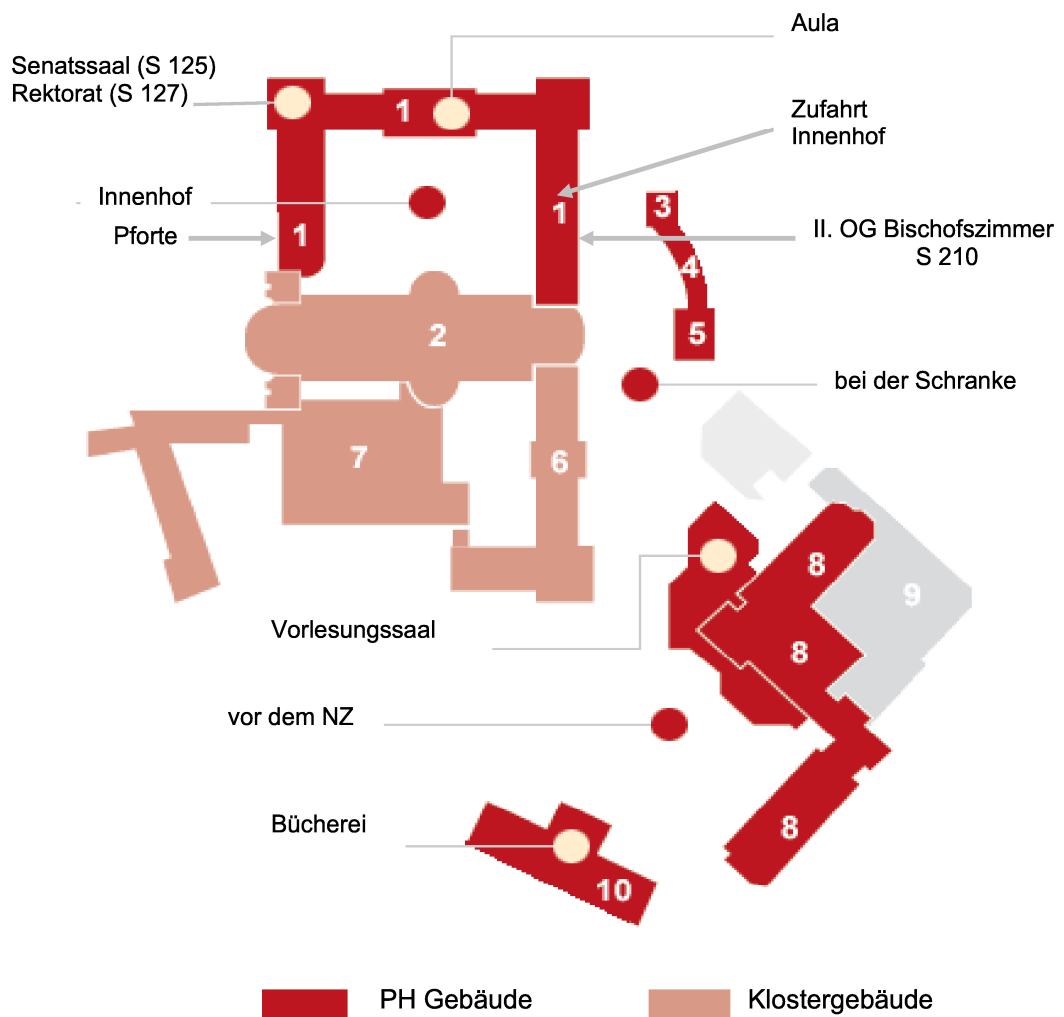 Aula
Senatssaal (S 125)
Rektorat (S 127)
1
Zufahrt
Innenhof
Innenhof
1
1
3
Pforte
II. OG Bischofszimmer
S 210
4
2
5
bei der Schranke
7
6
8
9
Vorlesungssaal
8
vor dem NZ
Bücherei
8
10
PH Gebäude
Klostergebäude